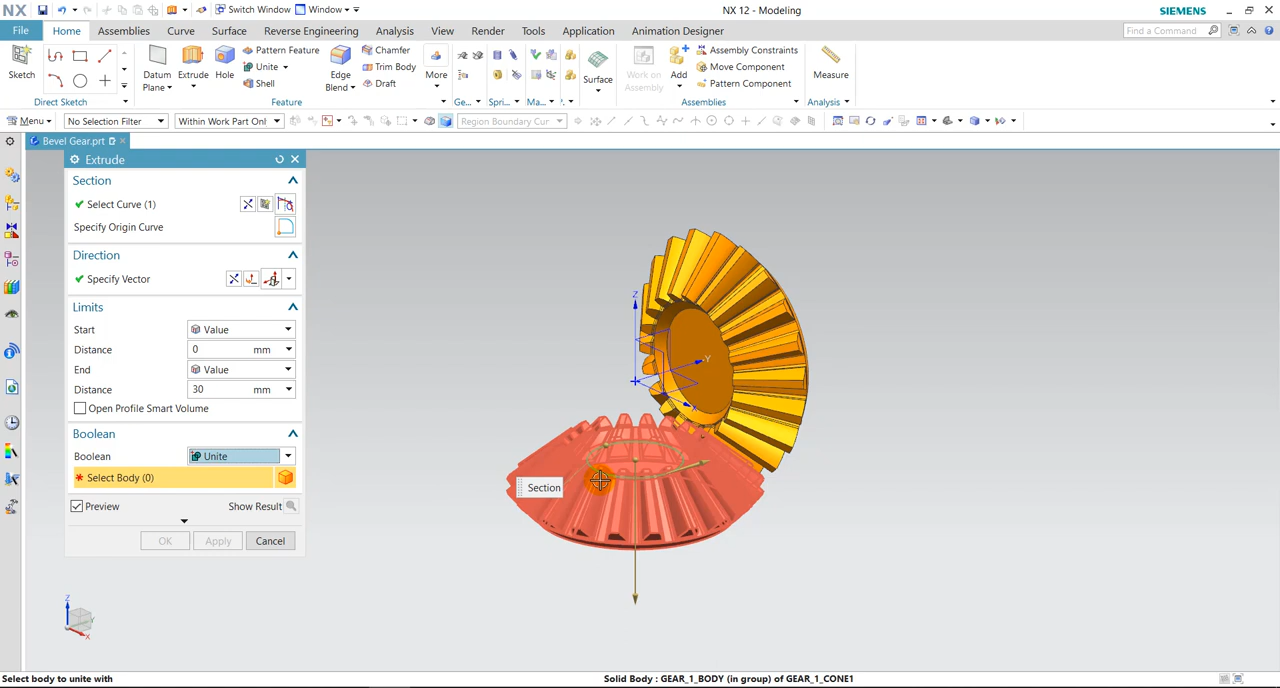 NX Switch Window Window NX 12 - Modeling SIEMENS
File Home Assemblies Curve Surface Reverse Engineering Analysis View Render Tools Application Animation Designer Find a Command
Sketch
Direct Sketch
Datum Plane
Extrude
Hole
Pattern Feature
Unite
Shell
Edge Blend
Chamfer
Trim Body
Draft
More
Feature
Ge...
Spri...
Ma...
Surface
Work on Assembly
Add
Assembly Constraints
Move Component
Pattern Component
Assemblies
Measure
Analysis
Menu No Selection Filter Within Work Part Onl Region Boundary Cur
Bevel Gear.prt
Extrude
Section
Select Curve (1)
Specify Origin Curve
Direction
Specify Vector
Limits
Start Value
Distance 0 mm
End Value
Distance 30 mm
Open Profile Smart Volume
Boolean
Boolean Unite
* Select Body (0)
Preview Show Result
OK Apply Cancel
Z
Y
X
Section
Z
Y
X
Select body to unite with Solid Body : GEAR_1_BODY (in group) of GEAR_1_CONE1